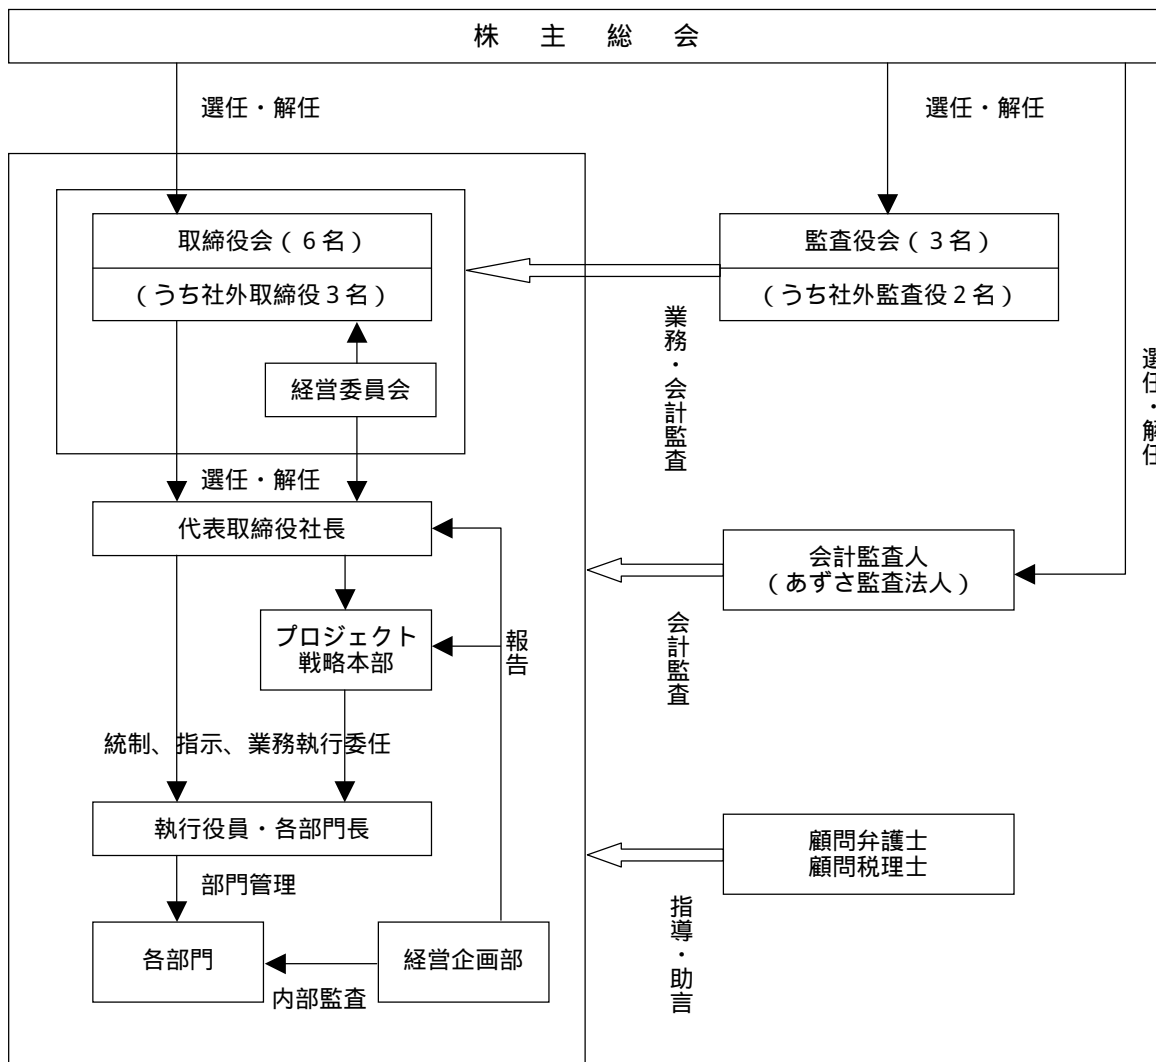 株主総会
選任・解任
選任・解任
取締役会(6名)
(うち社外取締役3名)
監査役会(3名)
(うち社外監査役2名)
業務・会計監査
選任・解任
経営委員会
選任・解任
代表取締役社長
会計監査人
(あずさ監査法人)
プロジェクト
戦略本部
報告
会計監査
統制、指示、業務執行委任
執行役員・各部門長
顧問弁護士
顧問税理士
部門管理
指導・助言
各部門
経営企画部
内部監査